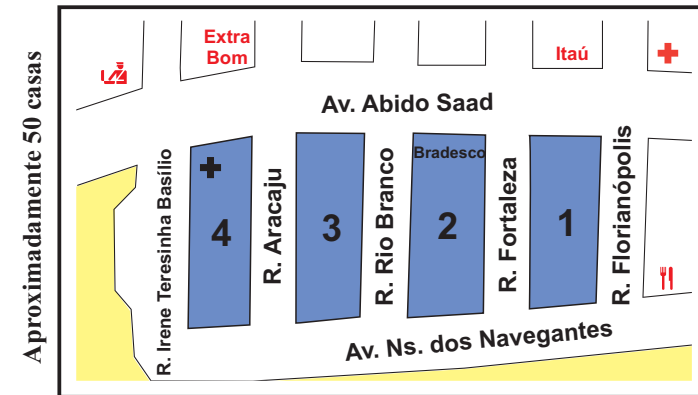 Aproximadamente 50 casas
Extra
Bom
Itaú
Av. Abido Saad
Bradesco
R. Irene Teresinha Basílio
4
R. Aracaju
3
R. Rio Branco
2
R. Fortaleza
1
R. Florianópolis
Av. Ns. dos Navegantes